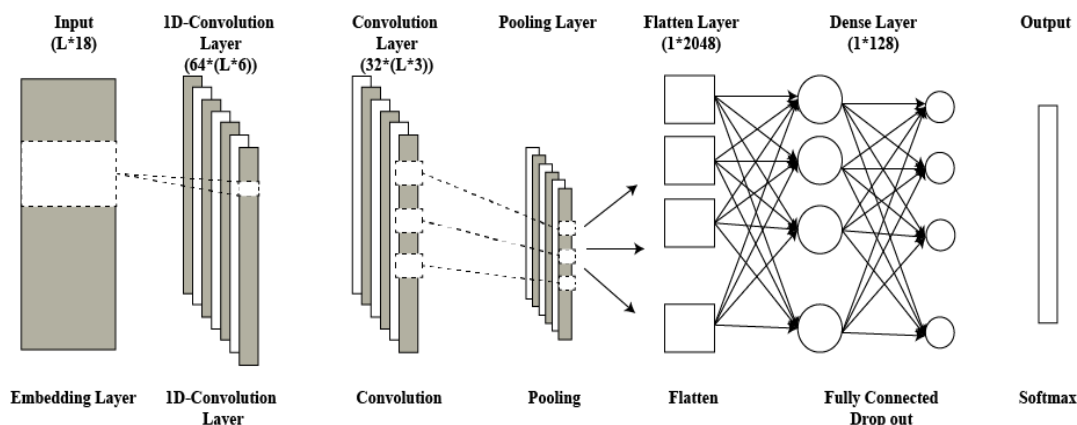 Input
(L*18)
1D-Convolution
Layer
(64*(L*6))
Convolution
Layer
(32*(L*3))
Pooling Layer
Flatten Layer
(1*2048)
Dense Layer
(1*128)
Output
Embedding Layer
1D-Convolution
Layer
Convolution
Pooling
Flatten
Fully Connected
Drop out
Softmax